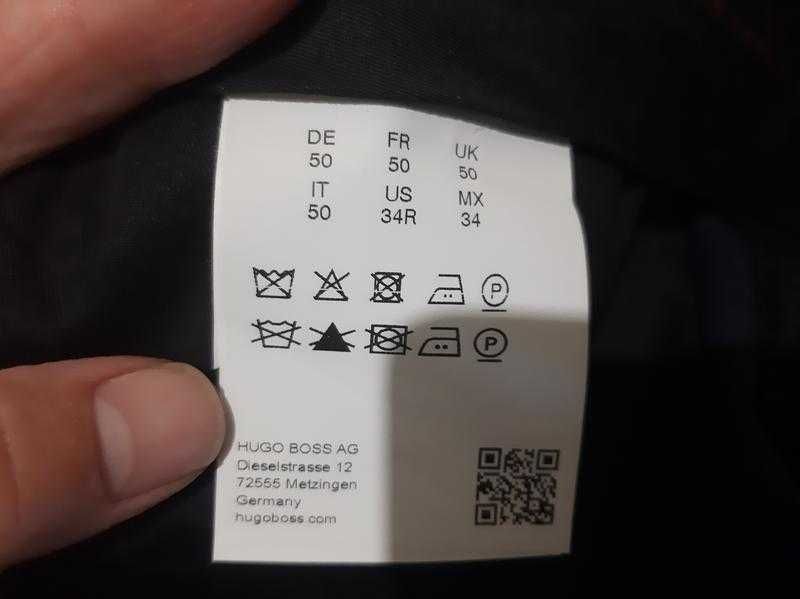 DE FR UK
50 50 50
IT US MX
50 34R 34
P
P
HUGO BOSS AG
Dieselstrasse 12
72555 Metzingen
Germany
hugoboss.com